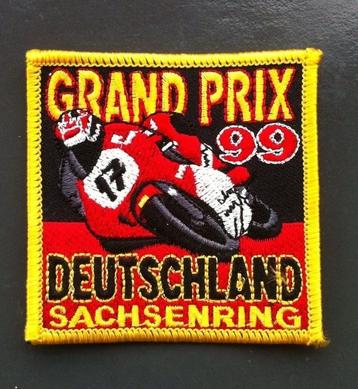 GRAND PRIX
99
17
DEUTSCHLAND
SACHSENRING